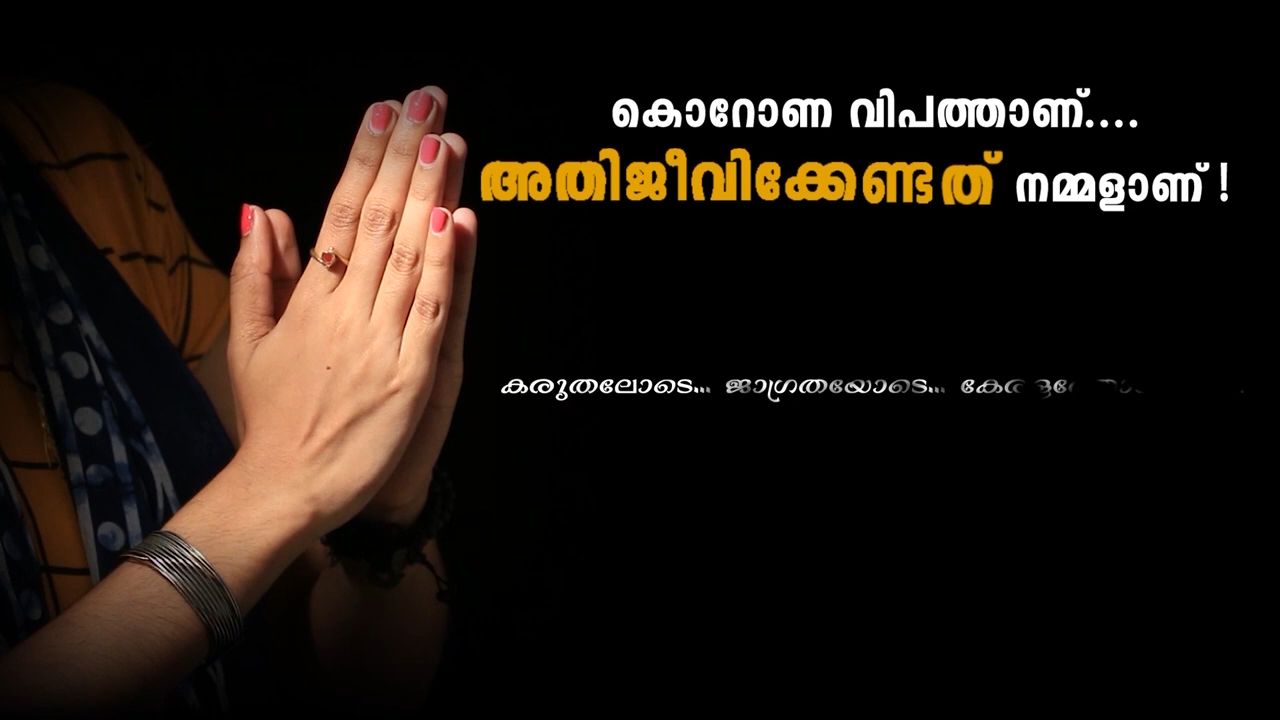 കൊറോണ വിപത്താണ്....
അതിജീവിക്കേണ്ടത് നമ്മളാണ് !
കരുതലോടെ... ജാഗ്രതയോടെ...